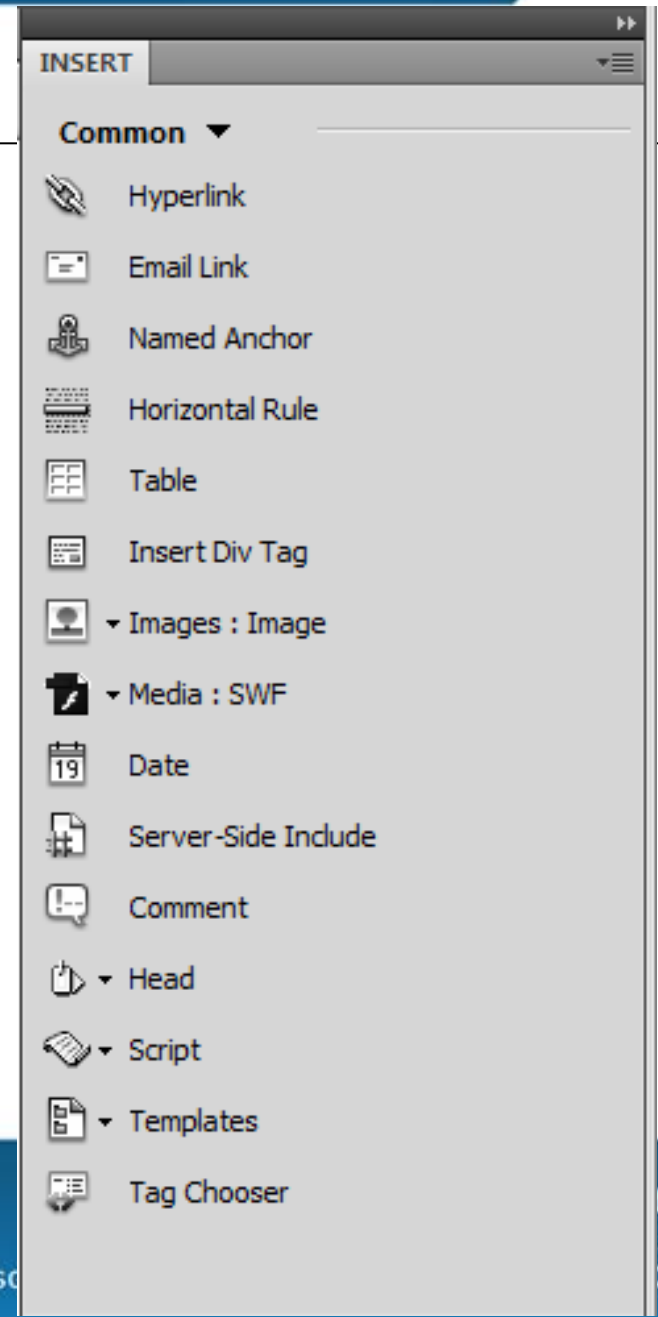 INSERT
Common
Hyperlink
Email Link
Named Anchor
Horizontal Rule
Table
Insert Div Tag
Images : Image
Media : SWF
19
Date
Server-Side Include
Comment
Head
Script
Templates
Tag Chooser